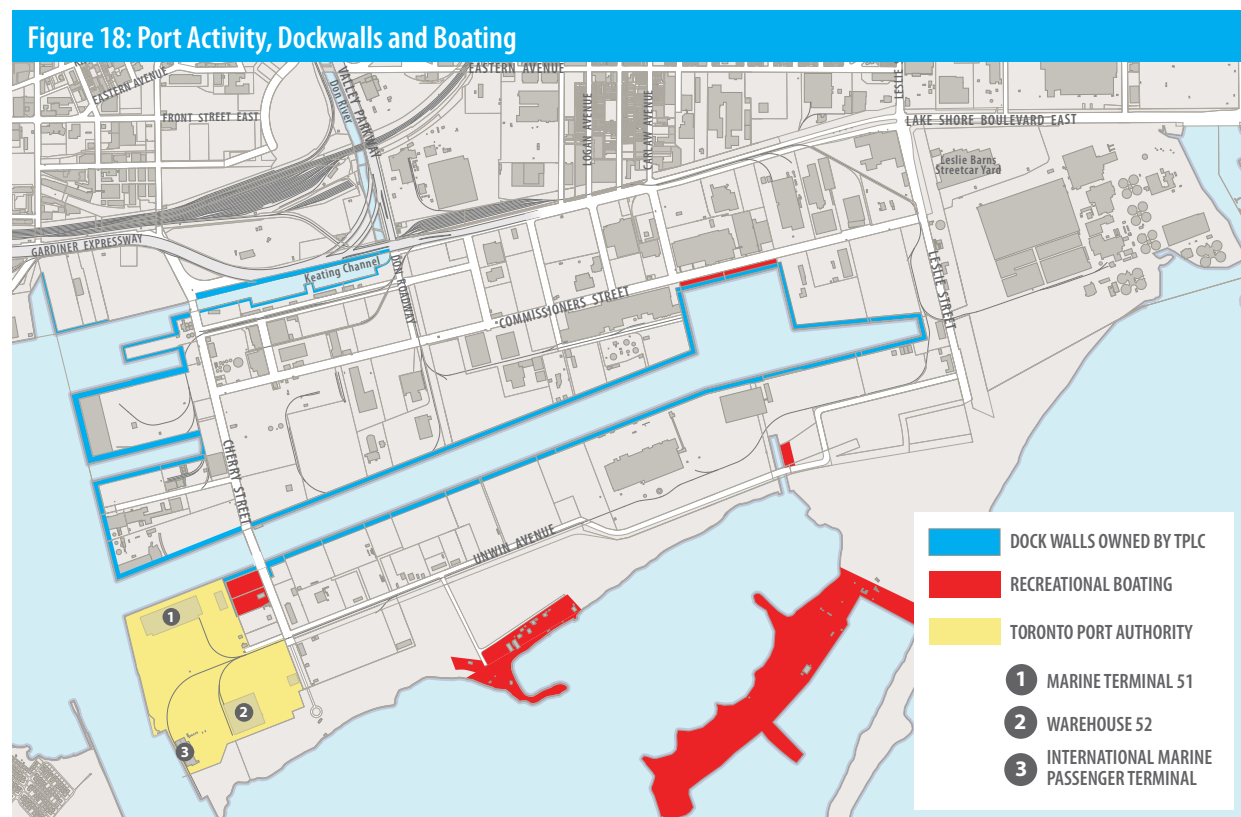 Figure 18: Port Activity, Dockwalls and Boating
EASTERN AVENUE
EASTERN AVENUE
FRONT STREET EAST
VALLEY PARKWAY
Don River
LOGAN AVENUE
CARLAW AVENUE
LESLIE
LAKE SHORE BOULEVARD EAST
Leslie Barns
Streetcar Yard
GARDINER EXPRESSWAY
Keating Channel
DON ROADWAY
COMMISSIONERS STREET
LESLIE STREET
CHERRY STREET
UNWIN AVENUE
1
2
3
DOCK WALLS OWNED BY TPLC
RECREATIONAL BOATING
TORONTO PORT AUTHORITY
1 MARINE TERMINAL 51
2 WAREHOUSE 52
3 INTERNATIONAL MARINE
PASSENGER TERMINAL